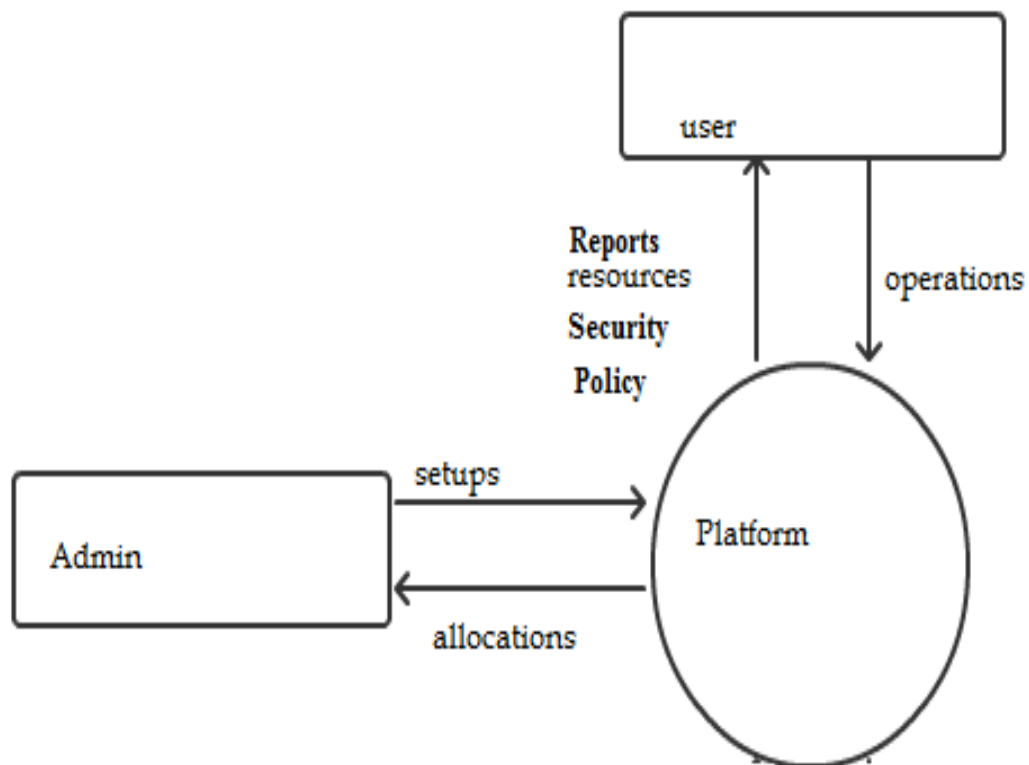 user
Reports
resources
operations
Security
Policy
setups
Platform
Admin
allocations